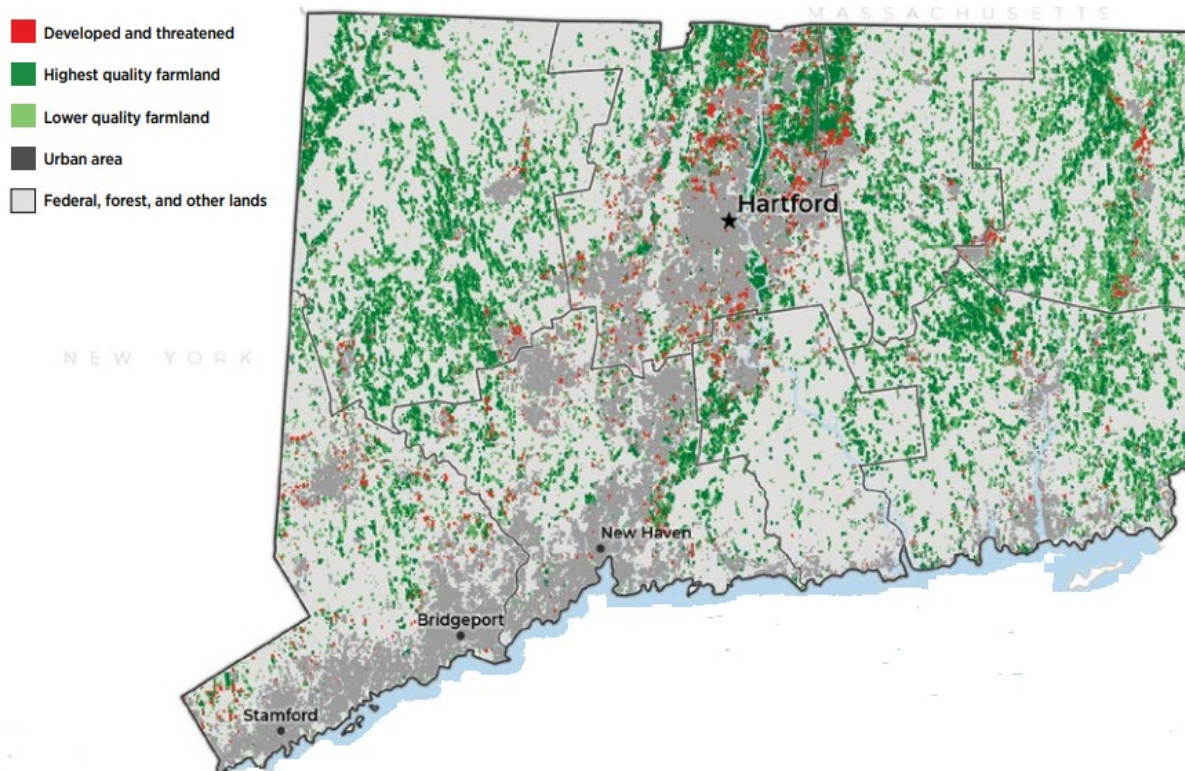 MASSACHUSETTS
Developed and threatened
Highest quality farmland
Lower quality farmland
Urban area
Federal, forest, and other lands
Hartford
NEW YORK
New Haven
Bridgeport
Stamford